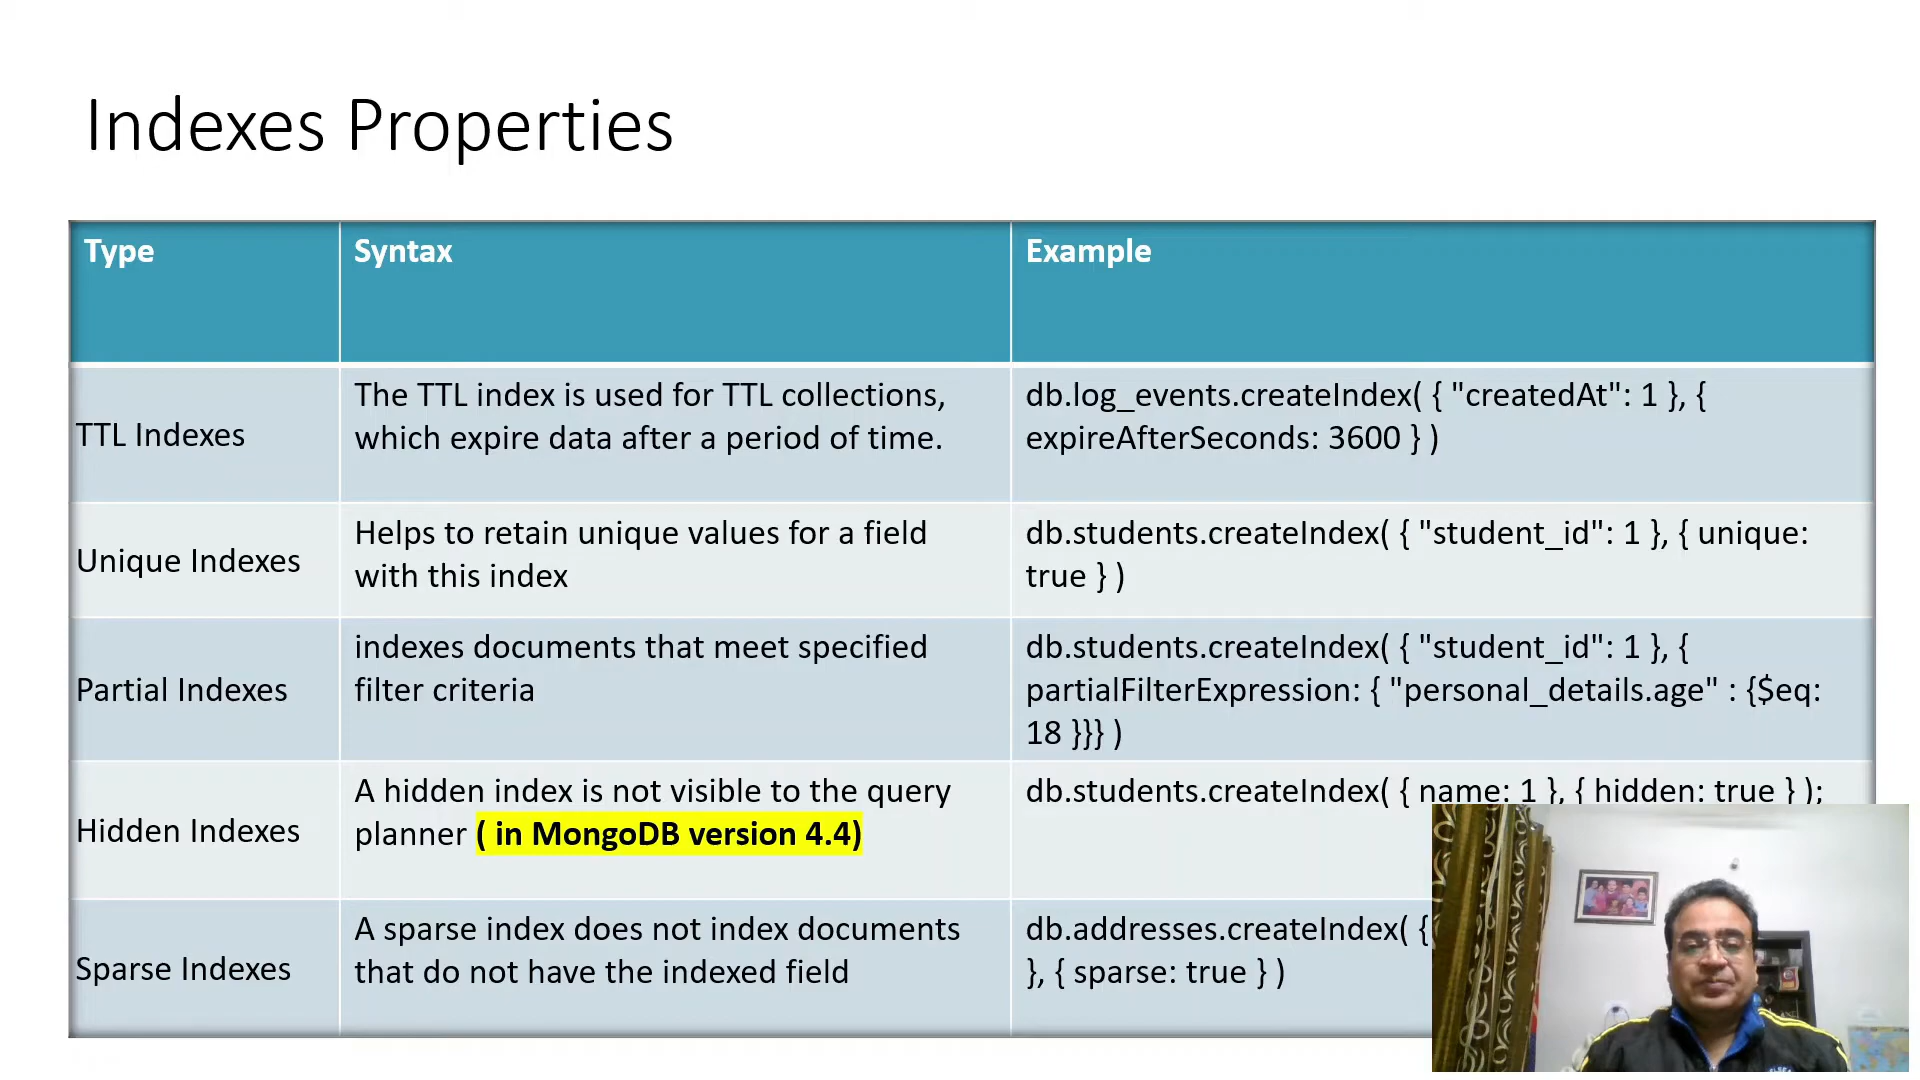 Indexes Properties
Type
Syntax
Example
TTL Indexes
The TTL index is used for TTL collections,
which expire data after a period of time.
db.log_events.createIndex( { "createdAt": 1 }, {
expireAfterSeconds: 3600 } )
Unique Indexes
Helps to retain unique values for a field
with this index
db.students.createIndex( { "student_id": 1 }, { unique:
true } )
Partial Indexes
indexes documents that meet specified
filter criteria
db.students.createIndex( { "student_id": 1 }, {
partialFilterExpression: { "personal_details.age" : {$eq:
18 }}} )
Hidden Indexes
A hidden index is not visible to the query
planner ( in MongoDB version 4.4)
db.students.createIndex( { name: 1 }, { hidden: true } );
Sparse Indexes
A sparse index does not index documents
that do not have the indexed field
db.addresses.createIndex( {
}, { sparse: true } )